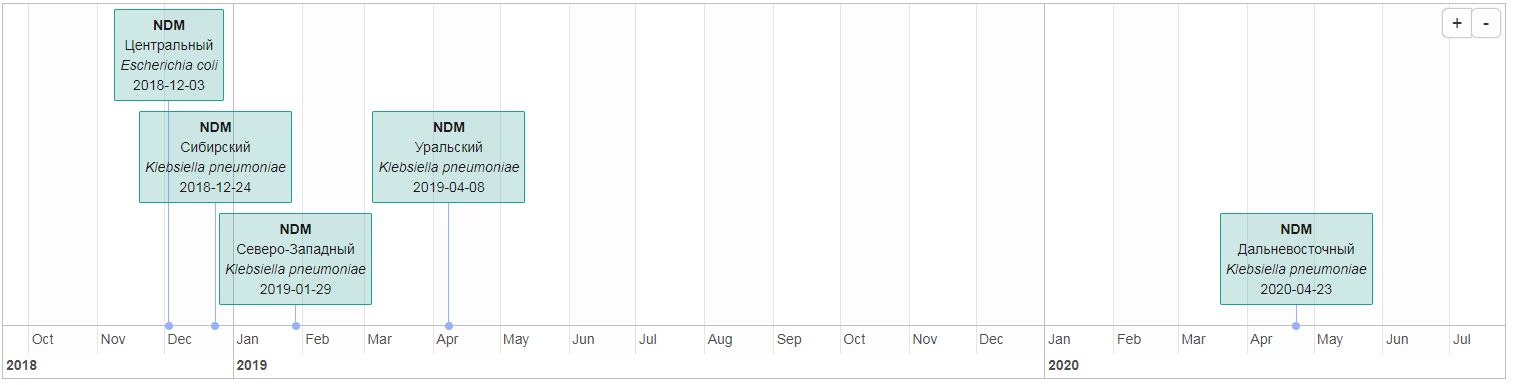 + -
NDM
Центральный
Escherichia coli
2018-12-03
NDM
Сибирский
Klebsiella pneumoniae
2018-12-24
NDM
Уральский
Klebsiella pneumoniae
2019-04-08
NDM
Северо-Западный
Klebsiella pneumoniae
2019-01-29
NDM
Дальневосточный
Klebsiella pneumoniae
2020-04-23
Oct Nov Dec Jan Feb Mar Apr May Jun Jul Aug Sep Oct Nov Dec Jan Feb Mar Apr May Jun Jul
2018 2019 2020